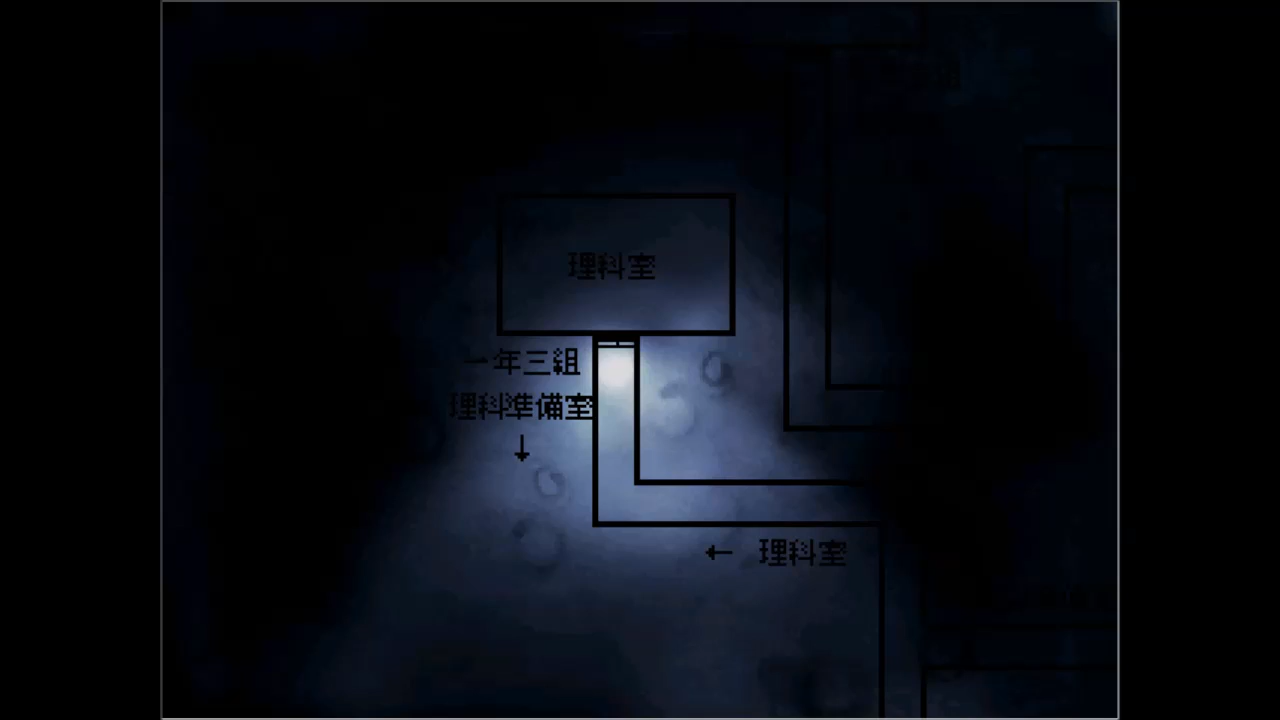 理科室
一年三組
理科準備室
↓
← 理科室